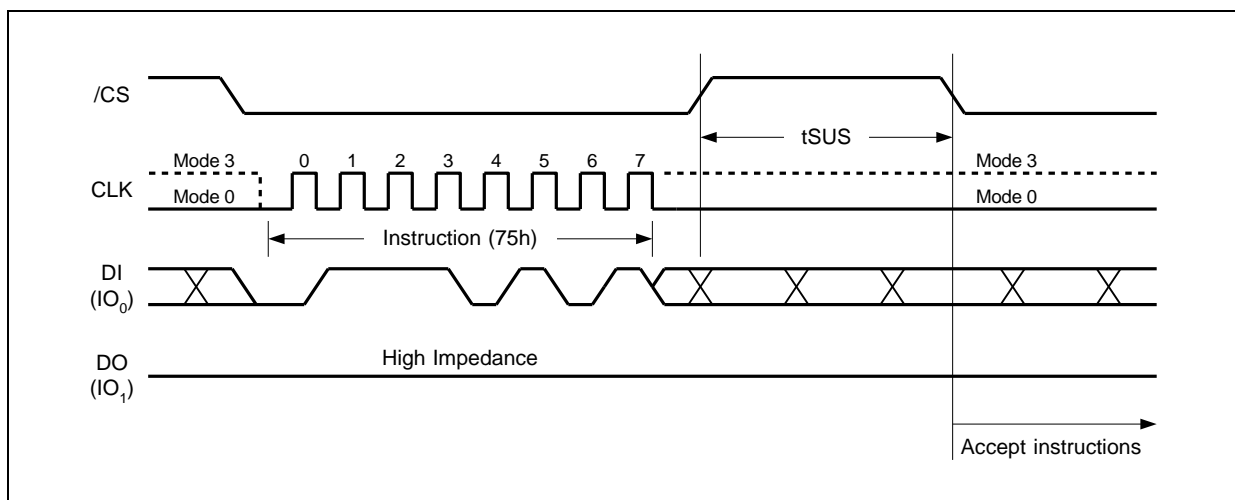 /CS
tSUS
Mode 3
0 1 2 3 4 5 6 7
Mode 3
CLK
Mode 0
Mode 0
Instruction (75h)
DI
(IO0)
High Impedance
DO
(IO1)
Accept instructions